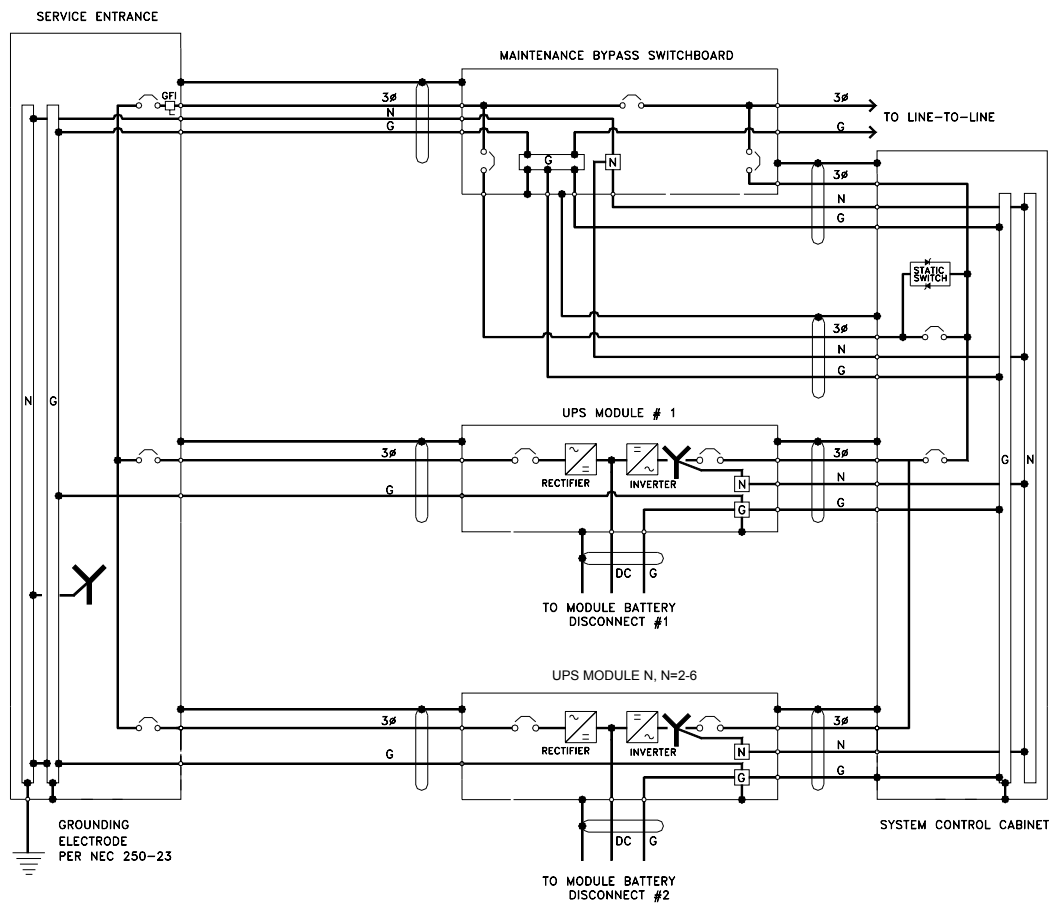 SERVICE ENTRANCE
MAINTENANCE BYPASS SWITCHBOARD
GFI
3Ø
N
G
3Ø
G
TO LINE-TO-LINE
G
N
3Ø
N
G
STATIC
SWITCH
3Ø
N
G
N
G
UPS MODULE # 1
3Ø
RECTIFIER
INVERTER
3Ø
N
N
G
G
G
G
N
DC
G
TO MODULE BATTERY
DISCONNECT #1
UPS MODULE N, N=2-6
3Ø
RECTIFIER
INVERTER
3Ø
N
N
G
G
G
DC
G
TO MODULE BATTERY
DISCONNECT #2
GROUNDING
ELECTRODE
PER NEC 250-23
SYSTEM CONTROL CABINET